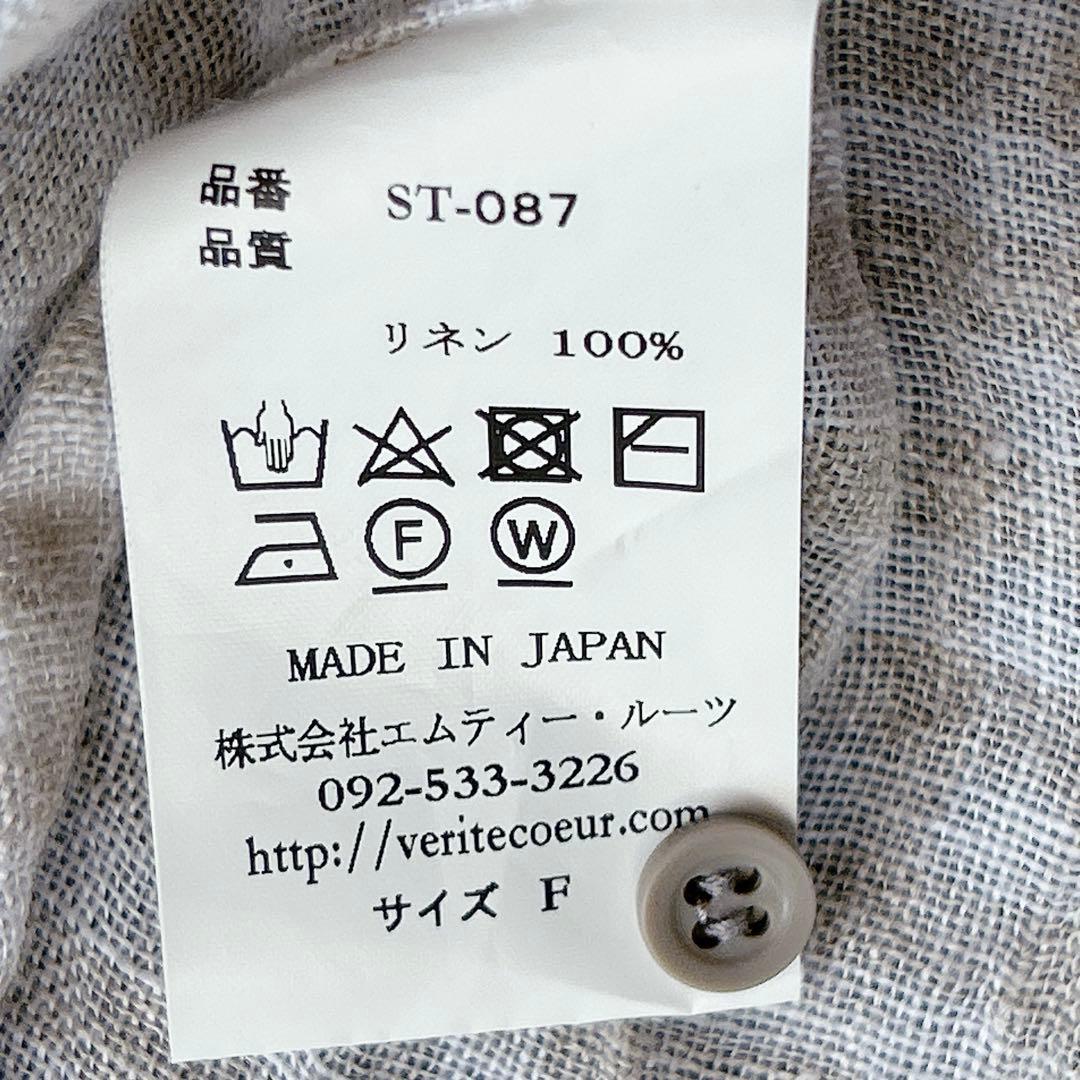 品番 ST-087
品質
リネン 100%
F W
MADE IN JAPAN
株式会社エムティー・ルーツ
092-533-3226
http://veritecoeur.com
サイズ F